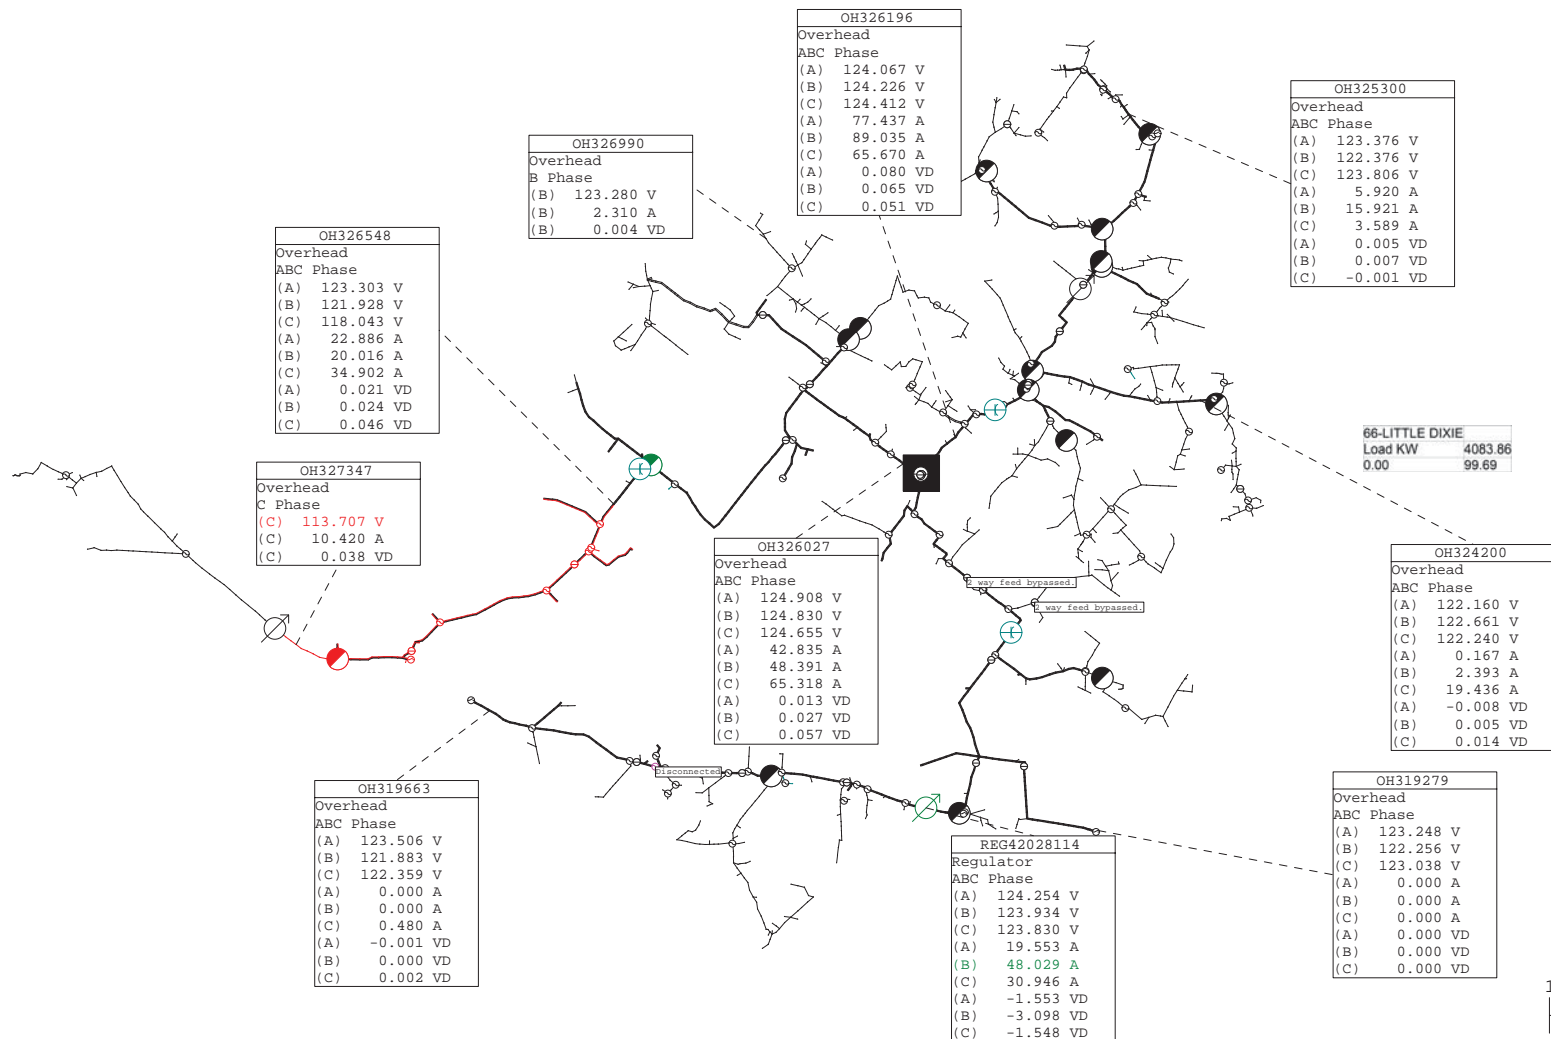 OH326196
Overhead
ABC Phase
(A) 124.067 V
(B) 124.226 V
(C) 124.412 V
(A) 77.437 A
(B) 89.035 A
(C) 65.670 A
(A) 0.080 VD
(B) 0.065 VD
(C) 0.051 VD
OH325300
Overhead
ABC Phase
(A) 123.376 V
(B) 122.376 V
(C) 123.806 V
(A) 5.920 A
(B) 15.921 A
(C) 3.589 A
(A) 0.005 VD
(B) 0.007 VD
(C) -0.001 VD
OH326990
Overhead
B Phase
(B) 123.280 V
(B) 2.310 A
(B) 0.004 VD
OH326548
Overhead
ABC Phase
(A) 123.303 V
(B) 121.928 V
(C) 118.043 V
(A) 22.886 A
(B) 20.016 A
(C) 34.902 A
(A) 0.021 VD
(B) 0.024 VD
(C) 0.046 VD
66-LITTLE DIXIE
Load KW 4083.86
0.00 99.69
OH327347
Overhead
C Phase
(C) 113.707 V
(C) 10.420 A
(C) 0.038 VD
OH326027
Overhead
ABC Phase
(A) 124.908 V
(B) 124.830 V
(C) 124.655 V
(A) 42.835 A
(B) 48.391 A
(C) 65.318 A
(A) 0.013 VD
(B) 0.027 VD
(C) 0.057 VD
2 way feed bypassed.
2 way feed bypassed.
OH324200
Overhead
ABC Phase
(A) 122.160 V
(B) 122.661 V
(C) 122.240 V
(A) 0.167 A
(B) 2.393 A
(C) 19.436 A
(A) -0.008 VD
(B) 0.005 VD
(C) 0.014 VD
Disconnected
OH319663
Overhead
ABC Phase
(A) 123.506 V
(B) 121.883 V
(C) 122.359 V
(A) 0.000 A
(B) 0.000 A
(C) 0.480 A
(A) -0.001 VD
(B) 0.000 VD
(C) 0.002 VD
REG42028114
Regulator
ABC Phase
(A) 124.254 V
(B) 123.934 V
(C) 123.830 V
(A) 19.553 A
(B) 48.029 A
(C) 30.946 A
(A) -1.553 VD
(B) -3.098 VD
(C) -1.548 VD
OH319279
Overhead
ABC Phase
(A) 123.248 V
(B) 122.256 V
(C) 123.038 V
(A) 0.000 A
(B) 0.000 A
(C) 0.000 A
(A) 0.000 VD
(B) 0.000 VD
(C) 0.000 VD